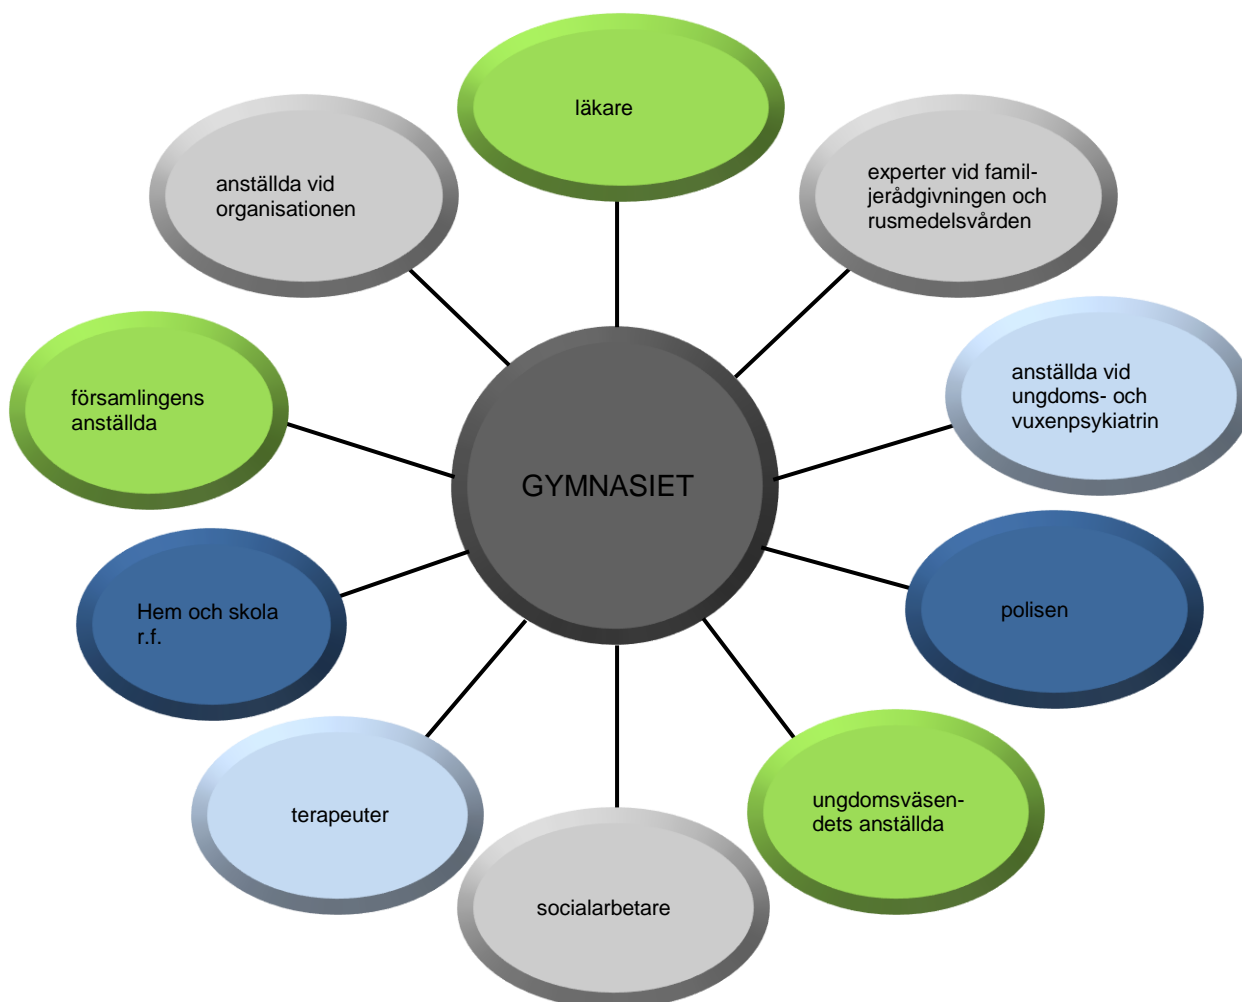 läkare
anställda vid
organisationen
experter vid famil-
jerådgivningen och
rusmedelsvården
församlingens
anställda
anställda vid
ungdoms- och
vuxenpsykiatrin
GYMNASIET
Hem och skola
r.f.
polisen
terapeuter
ungdomsväsen-
dets anställda
socialarbetare